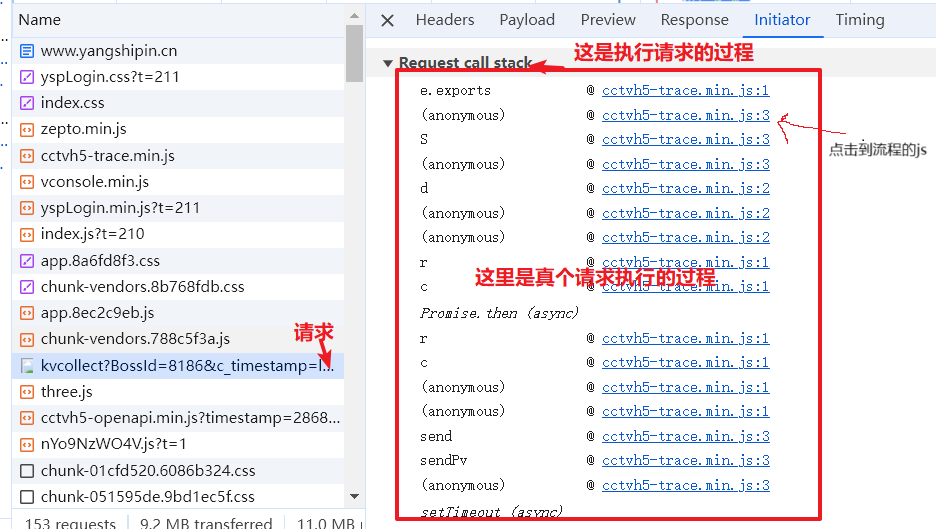 Name
www.yangshipin.cn
yspLogin.css?t=211
index.css
zepto.min.js
cctvh5-trace.min.js
vconsole.min.js
yspLogin.min.js?t=211
index.js?t=210
app.8a6fd8f3.css
chunk-vendors.8b768fdb.css
app.8ec2c9eb.js
chunk-vendors.788c5f3a.js
请求
kvcollect?BossId=8186&c_timestamp=l...
three.js
cctvh5-openapi.min.js?timestamp=2868...
nYo9NzWO4V.js?t=1
chunk-01cfd520.6086b324.css
chunk-051595de.9bd1ec5f.css
153 requests
9.2 MB transferred
11.0 MB
Headers
Payload
Preview
Response
Initiator
Timing
Request call stack
这是执行请求的过程
e.exports @ cctvh5-trace.min.js:1
(anonymous) @ cctvh5-trace.min.js:3
点击到流程的js
S @ cctvh5-trace.min.js:3
(anonymous) @ cctvh5-trace.min.js:3
d @ cctvh5-trace.min.js:2
(anonymous) @ cctvh5-trace.min.js:2
(anonymous) @ cctvh5-trace.min.js:2
r @ cctvh5-trace.min.js:1
这里是真个请求执行的过程
c @ cctvh5-trace.min.js:1
Promise.then (async)
r @ cctvh5-trace.min.js:1
c @ cctvh5-trace.min.js:1
(anonymous) @ cctvh5-trace.min.js:1
(anonymous) @ cctvh5-trace.min.js:1
send @ cctvh5-trace.min.js:3
sendPv @ cctvh5-trace.min.js:3
(anonymous) @ cctvh5-trace.min.js:3
setTimeout (async)